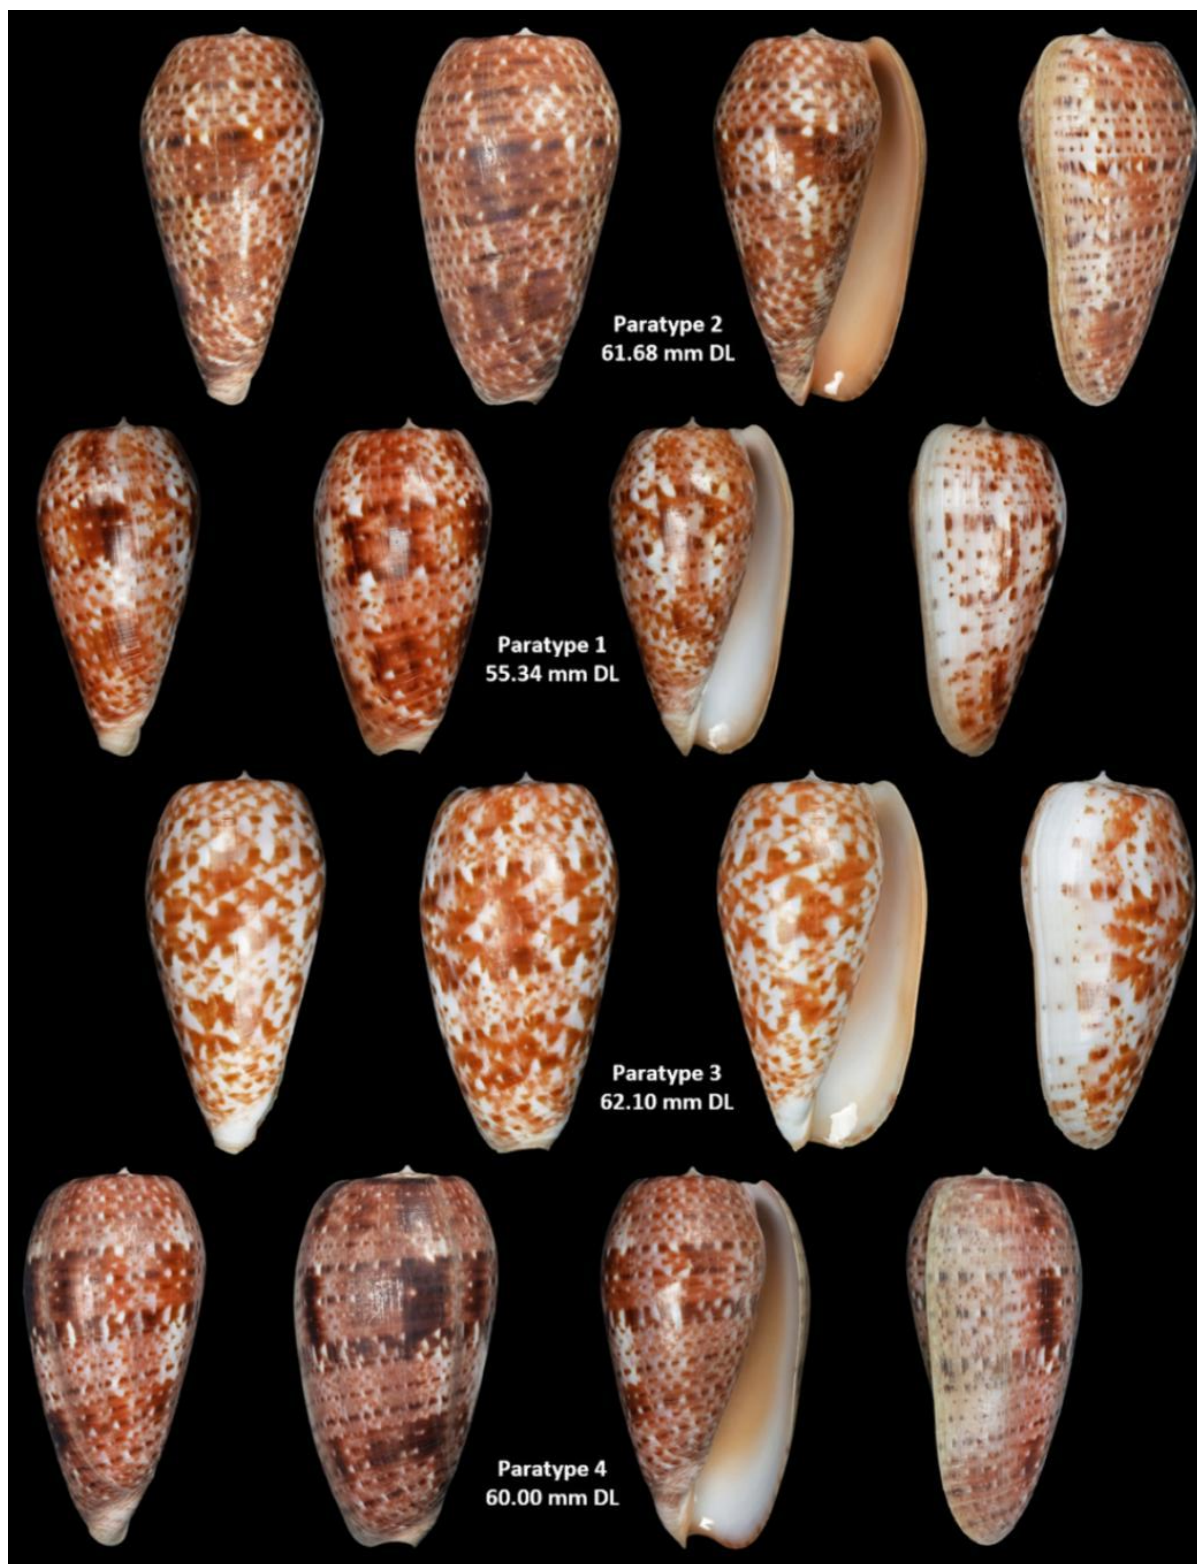 Paratype 2
61.68 mm DL
Paratype 1
55.34 mm DL
Paratype 3
62.10 mm DL
Paratype 4
60.00 mm DL